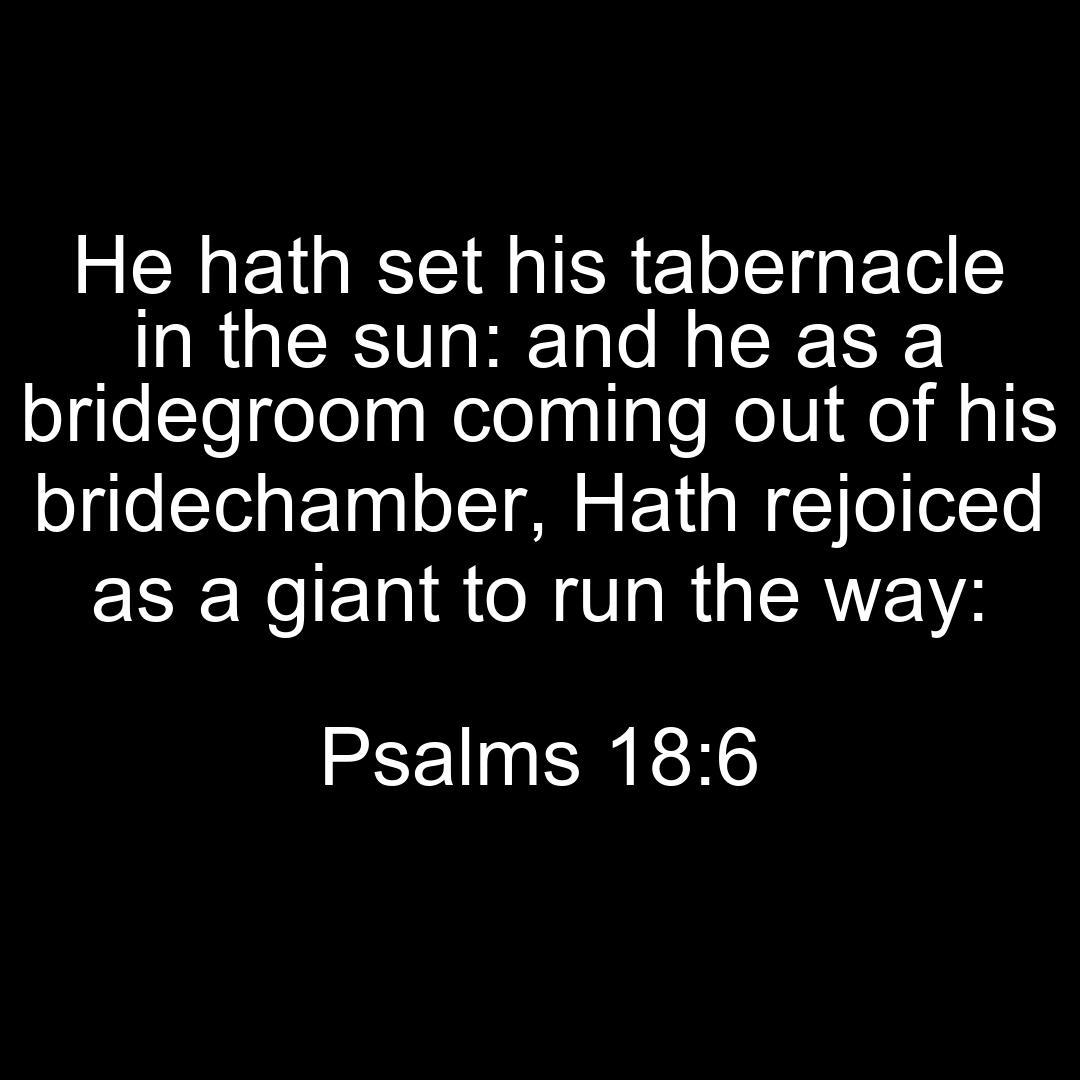 He hath set his tabernacle
in the sun: and he as a
bridegroom coming out of his
bridechamber, Hath rejoiced
as a giant to run the way:
Psalms 18:6